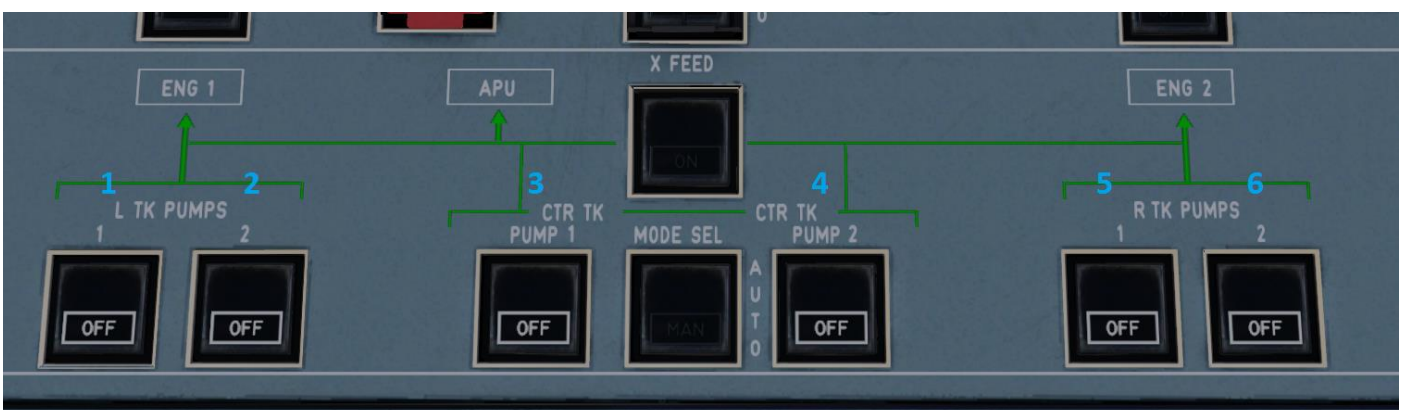 X FEED
ENG 1
APU
ENG 2
ON
1 2 3 4 5 6
L TK PUMPS
CTR TK
CTR TK
R TK PUMPS
1 2
PUMP 1
MODE SEL
PUMP 2
1 2
OFF
OFF
OFF
MAN
AUTO
OFF
OFF
OFF